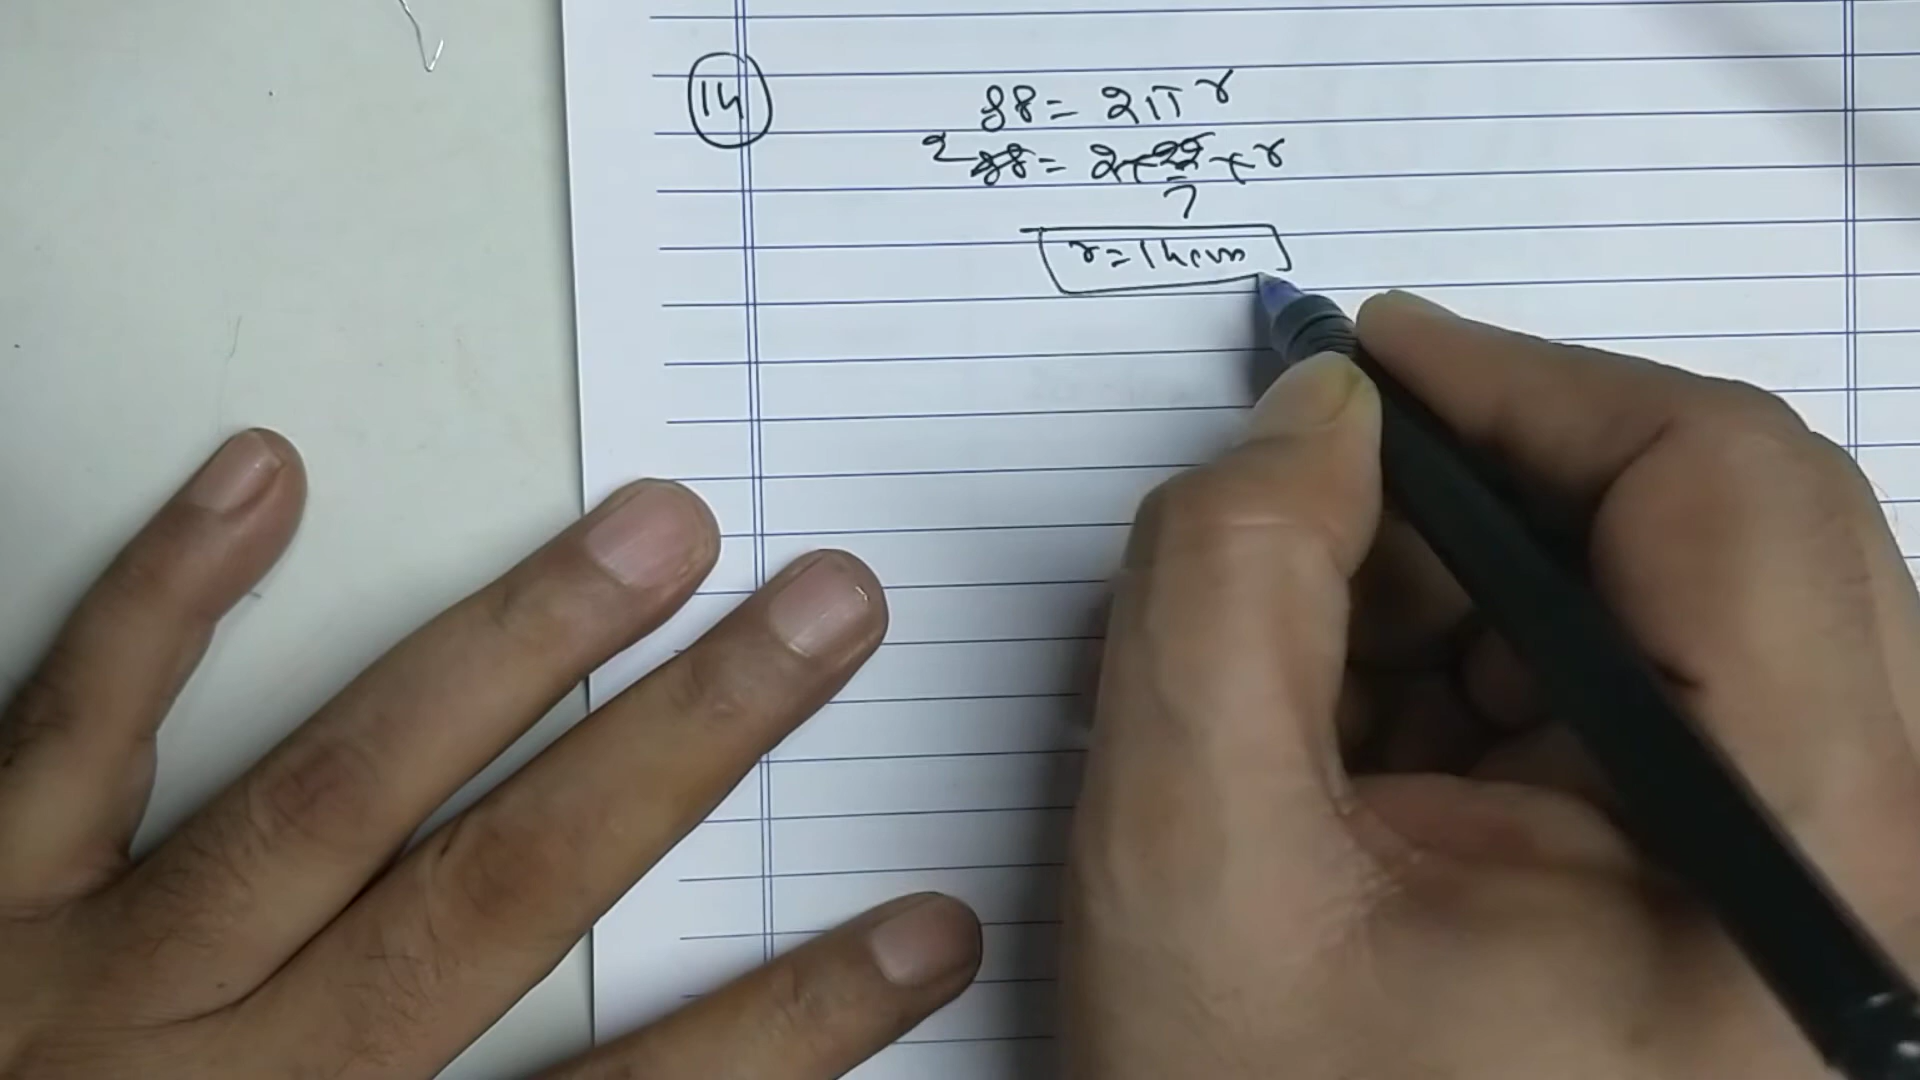 14
88 = 2πr
2 88 = 2 × 22/7 × r
r = 14cm